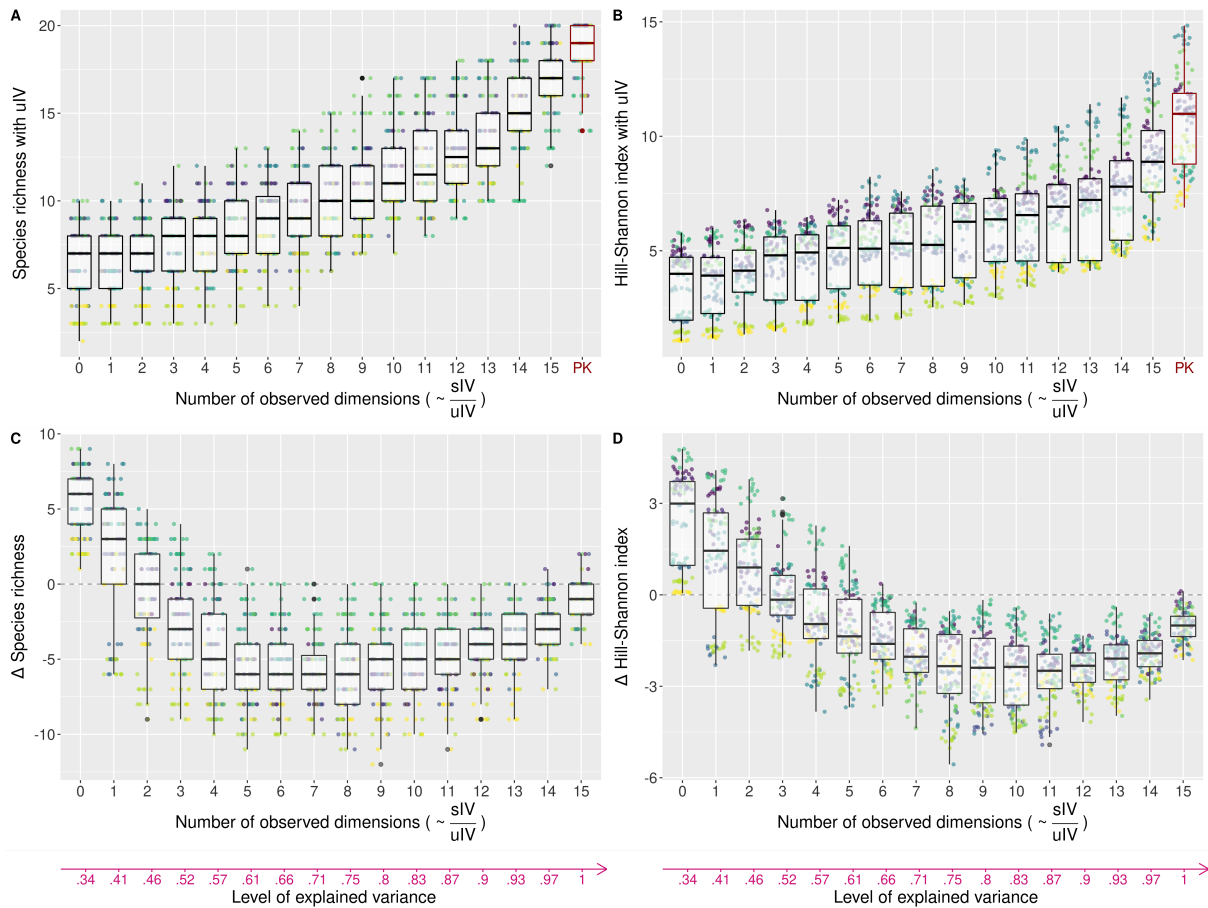 A
Species richness with uIV
20
15
10
5
0 1 2 3 4 5 6 7 8 9 10 11 12 13 14 15 PK
Number of observed dimensions ( ~ sIV/uIV )
B
Hill-Shannon index with uIV
15
10
5
0 1 2 3 4 5 6 7 8 9 10 11 12 13 14 15 PK
Number of observed dimensions ( ~ sIV/uIV )
C
Δ Species richness
10
5
0
-5
-10
0 1 2 3 4 5 6 7 8 9 10 11 12 13 14 15
Number of observed dimensions ( ~ sIV/uIV )
D
Δ Hill-Shannon index
3
0
-3
-6
0 1 2 3 4 5 6 7 8 9 10 11 12 13 14 15
Number of observed dimensions ( ~ sIV/uIV )
.34 .41 .46 .52 .57 .61 .66 .71 .75 .8 .83 .87 .9 .93 .97 1
Level of explained variance
.34 .41 .46 .52 .57 .61 .66 .71 .75 .8 .83 .87 .9 .93 .97 1
Level of explained variance